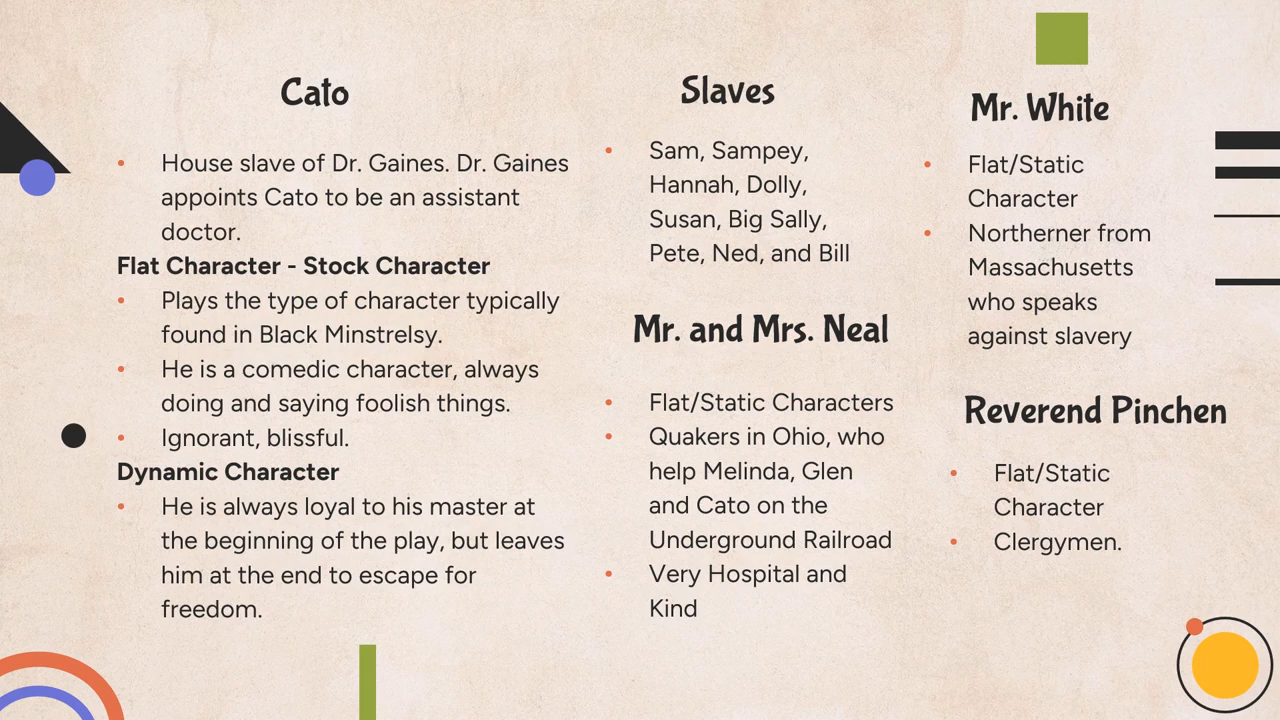 Cato
• House slave of Dr. Gaines. Dr. Gaines
appoints Cato to be an assistant
doctor.
Flat Character - Stock Character
• Plays the type of character typically
found in Black Minstrelsy.
• He is a comedic character, always
doing and saying foolish things.
• Ignorant, blissful.
Dynamic Character
• He is always loyal to his master at
the beginning of the play, but leaves
him at the end to escape for
freedom.
Slaves
• Sam, Sampey,
Hannah, Dolly,
Susan, Big Sally,
Pete, Ned, and Bill
Mr. and Mrs. Neal
• Flat/Static Characters
• Quakers in Ohio, who
help Melinda, Glen
and Cato on the
Underground Railroad
• Very Hospital and
Kind
Mr. White
• Flat/Static
Character
• Northerner from
Massachusetts
who speaks
against slavery
Reverend Pinchen
• Flat/Static
Character
• Clergymen.